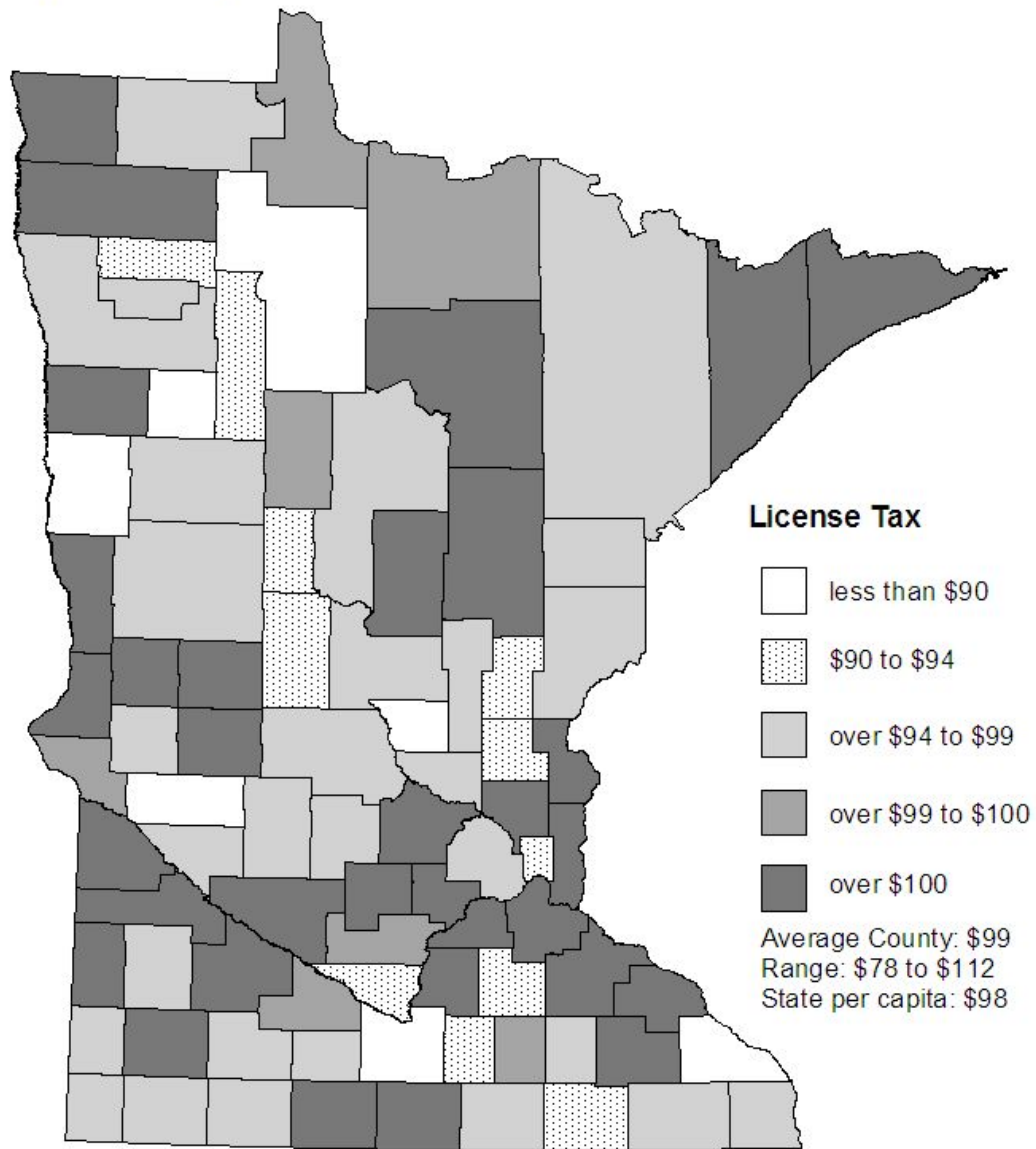 License Tax
less than $90
$90 to $94
over $94 to $99
over $99 to $100
over $100
Average County: $99
Range: $78 to $112
State per capita: $98